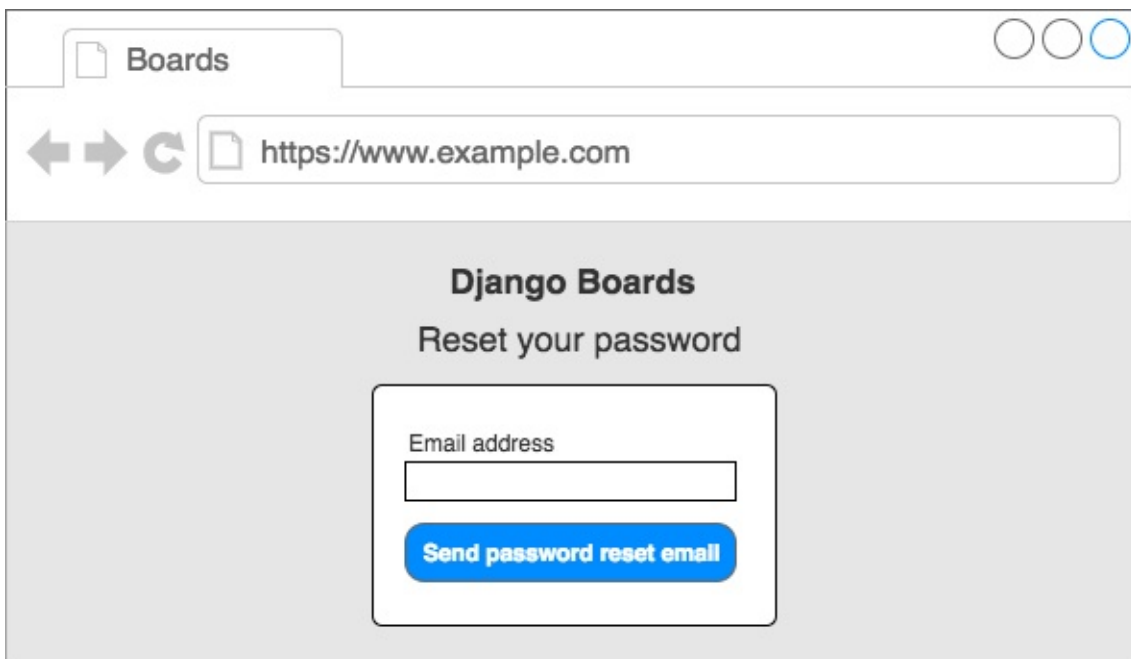 Boards
https://www.example.com
Django Boards
Reset your password
Email address
Send password reset email